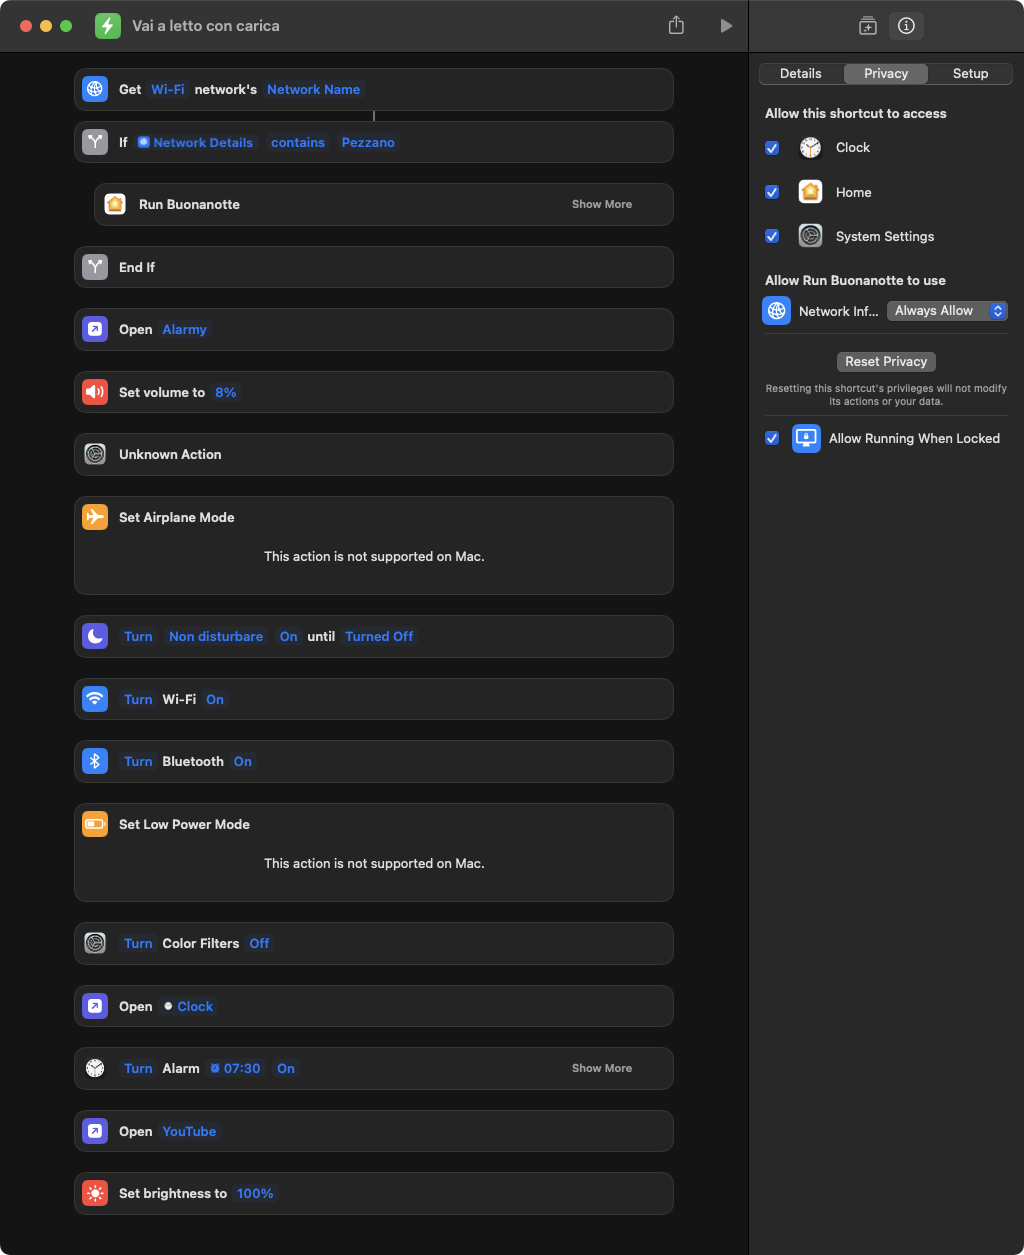 Vai a letto con carica
Get Wi-Fi network's Network Name
If Network Details contains Pezzano
Run Buonanotte Show More
End If
Open Alarmy
Set volume to 8%
Unknown Action
Set Airplane Mode
This action is not supported on Mac.
Turn Non disturbare On until Turned Off
Turn Wi-Fi On
Turn Bluetooth On
Set Low Power Mode
This action is not supported on Mac.
Turn Color Filters Off
Open Clock
Turn Alarm 07:30 On Show More
Open YouTube
Set brightness to 100%
Details Privacy Setup
Allow this shortcut to access
Clock
Home
System Settings
Allow Run Buonanotte to use
Network Inf... Always Allow
Reset Privacy
Resetting this shortcut's privileges will not modify
its actions or your data.
Allow Running When Locked